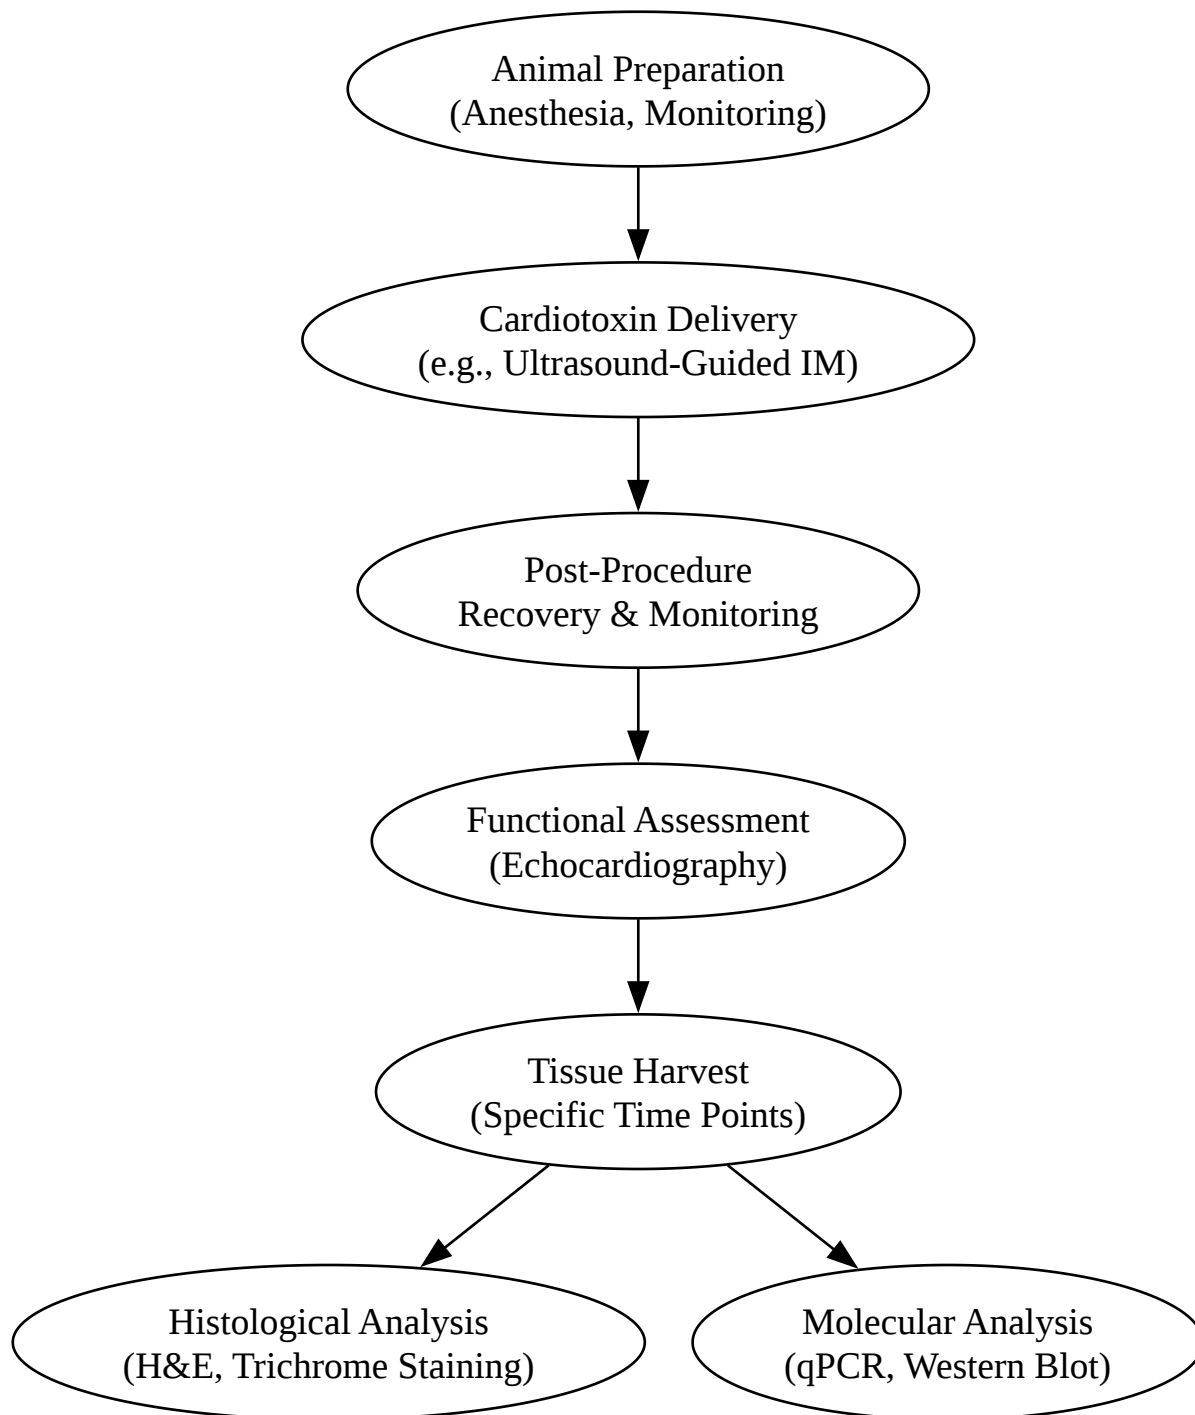 Animal Preparation
(Anesthesia, Monitoring)
Cardiotoxin Delivery
(e.g., Ultrasound-Guided IM)
Post-Procedure
Recovery & Monitoring
Functional Assessment
(Echocardiography)
Tissue Harvest
(Specific Time Points)
Histological Analysis
(H&E, Trichrome Staining)
Molecular Analysis
(qPCR, Western Blot)